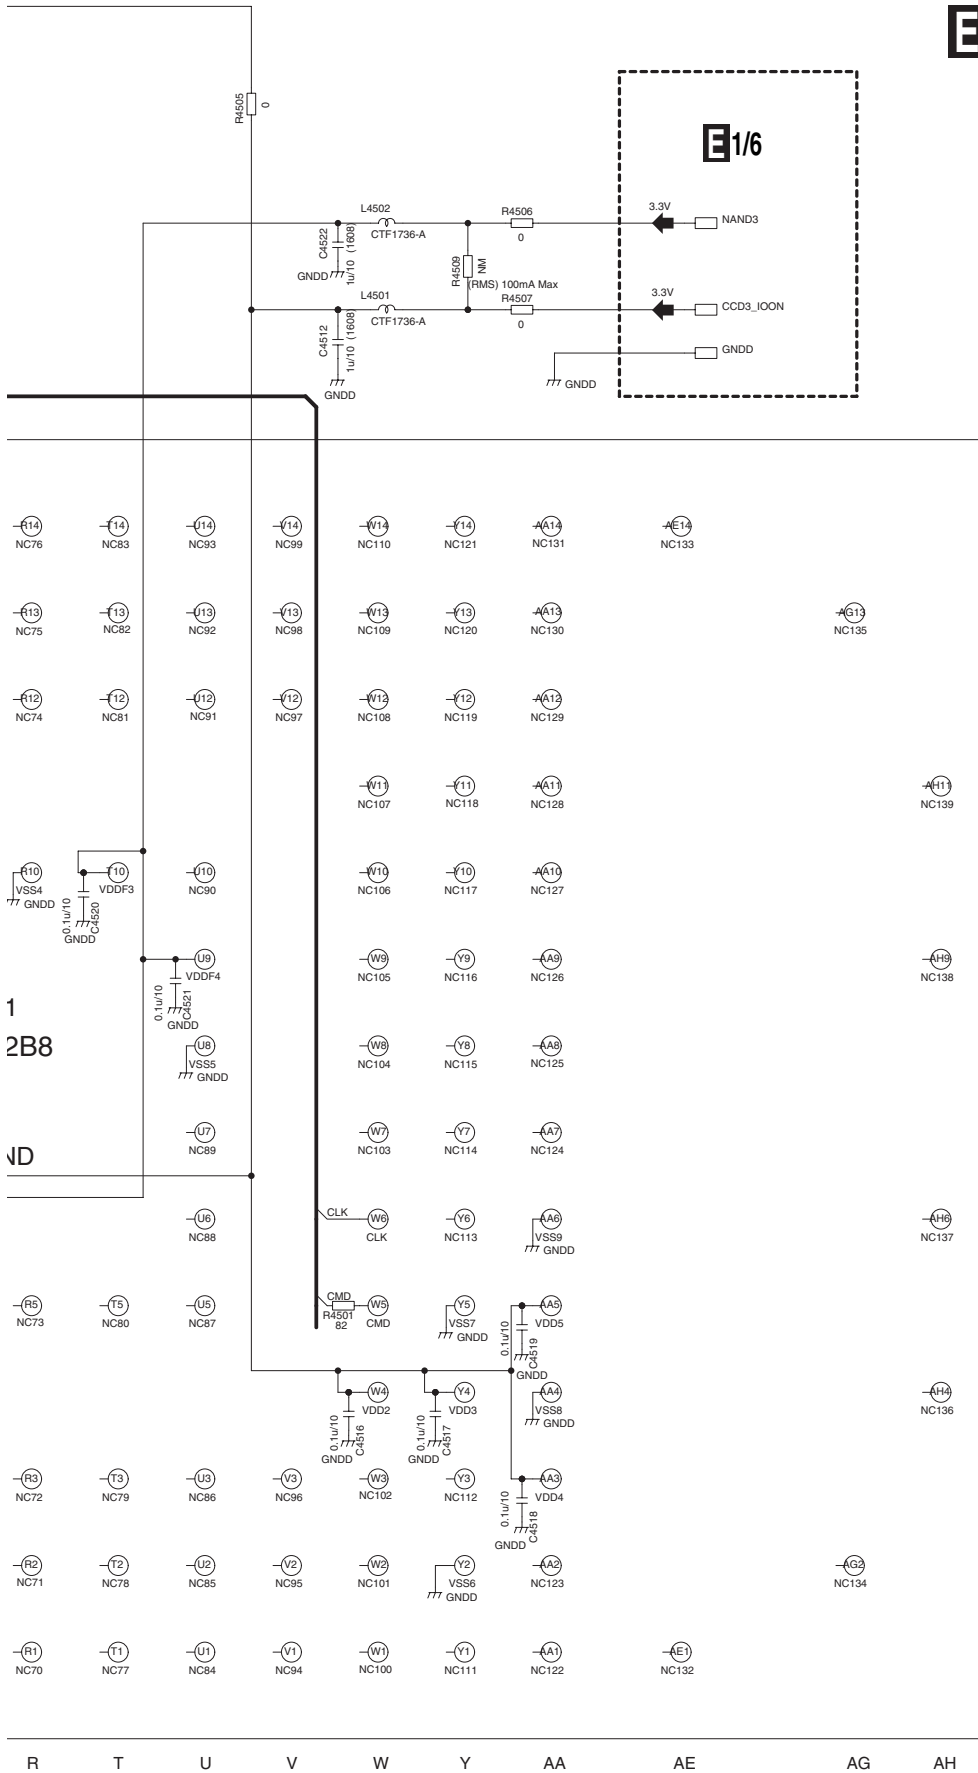 E
R4505
0
E 1/6
L4502
CTF1736-A
C4522
1u/10 (1608)
GNDD
R4506
0
3.3V
NAND3
R4509
NM
(RMS) 100mA Max
L4501
CTF1736-A
C4512
1u/10 (1608)
GNDD
R4507
0
3.3V
CCD3_IOON
GNDD
GNDD
R14 T14 U14 V14 W14 Y14 AA14 AE14
NC76 NC83 NC93 NC99 NC110 NC121 NC131 NC133
R13 T13 U13 V13 W13 Y13 AA13 AG13
NC75 NC82 NC92 NC98 NC109 NC120 NC130 NC135
R12 T12 U12 V12 W12 Y12 AA12
NC74 NC81 NC91 NC97 NC108 NC119 NC129
W11 Y11 AA11 AH11
NC107 NC118 NC128 NC139
R10 T10 U10 W10 Y10 AA10
VSS4 VDDF3 NC90 NC106 NC117 NC127
GNDD
0.1u/10
C4520
GNDD
U9 W9 Y9 AA9 AH9
VDDF4 NC105 NC116 NC126 NC138
0.1u/10
C4521
GNDD
1
2B8
U8 W8 Y8 AA8
VSS5 NC104 NC115 NC125
GNDD
U7 W7 Y7 AA7
NC89 NC103 NC114 NC124
ND
CLK
U6 W6 Y6 AA6 AH6
NC88 CLK NC113 VSS9 NC137
GNDD
CMD
R5 T5 U5 W5 Y5 AA5
NC73 NC80 NC87 R4501 CMD VSS7 VDD5
82
GNDD
0.1u/10
C4519
GNDD
W4 Y4 AA4 AH4
VDD2 VDD3 VSS8 NC136
GNDD
0.1u/10
C4516
GNDD
0.1u/10
C4517
GNDD
R3 T3 U3 V3 W3 Y3 AA3
NC72 NC79 NC86 NC96 NC102 NC112 VDD4
0.1u/10
C4518
GNDD
R2 T2 U2 V2 W2 Y2 AA2 AG2
NC71 NC78 NC85 NC95 NC101 VSS6 NC123 NC134
GNDD
R1 T1 U1 V1 W1 Y1 AA1 AE1
NC70 NC77 NC84 NC94 NC100 NC111 NC122 NC132
R T U V W Y AA AE AG AH